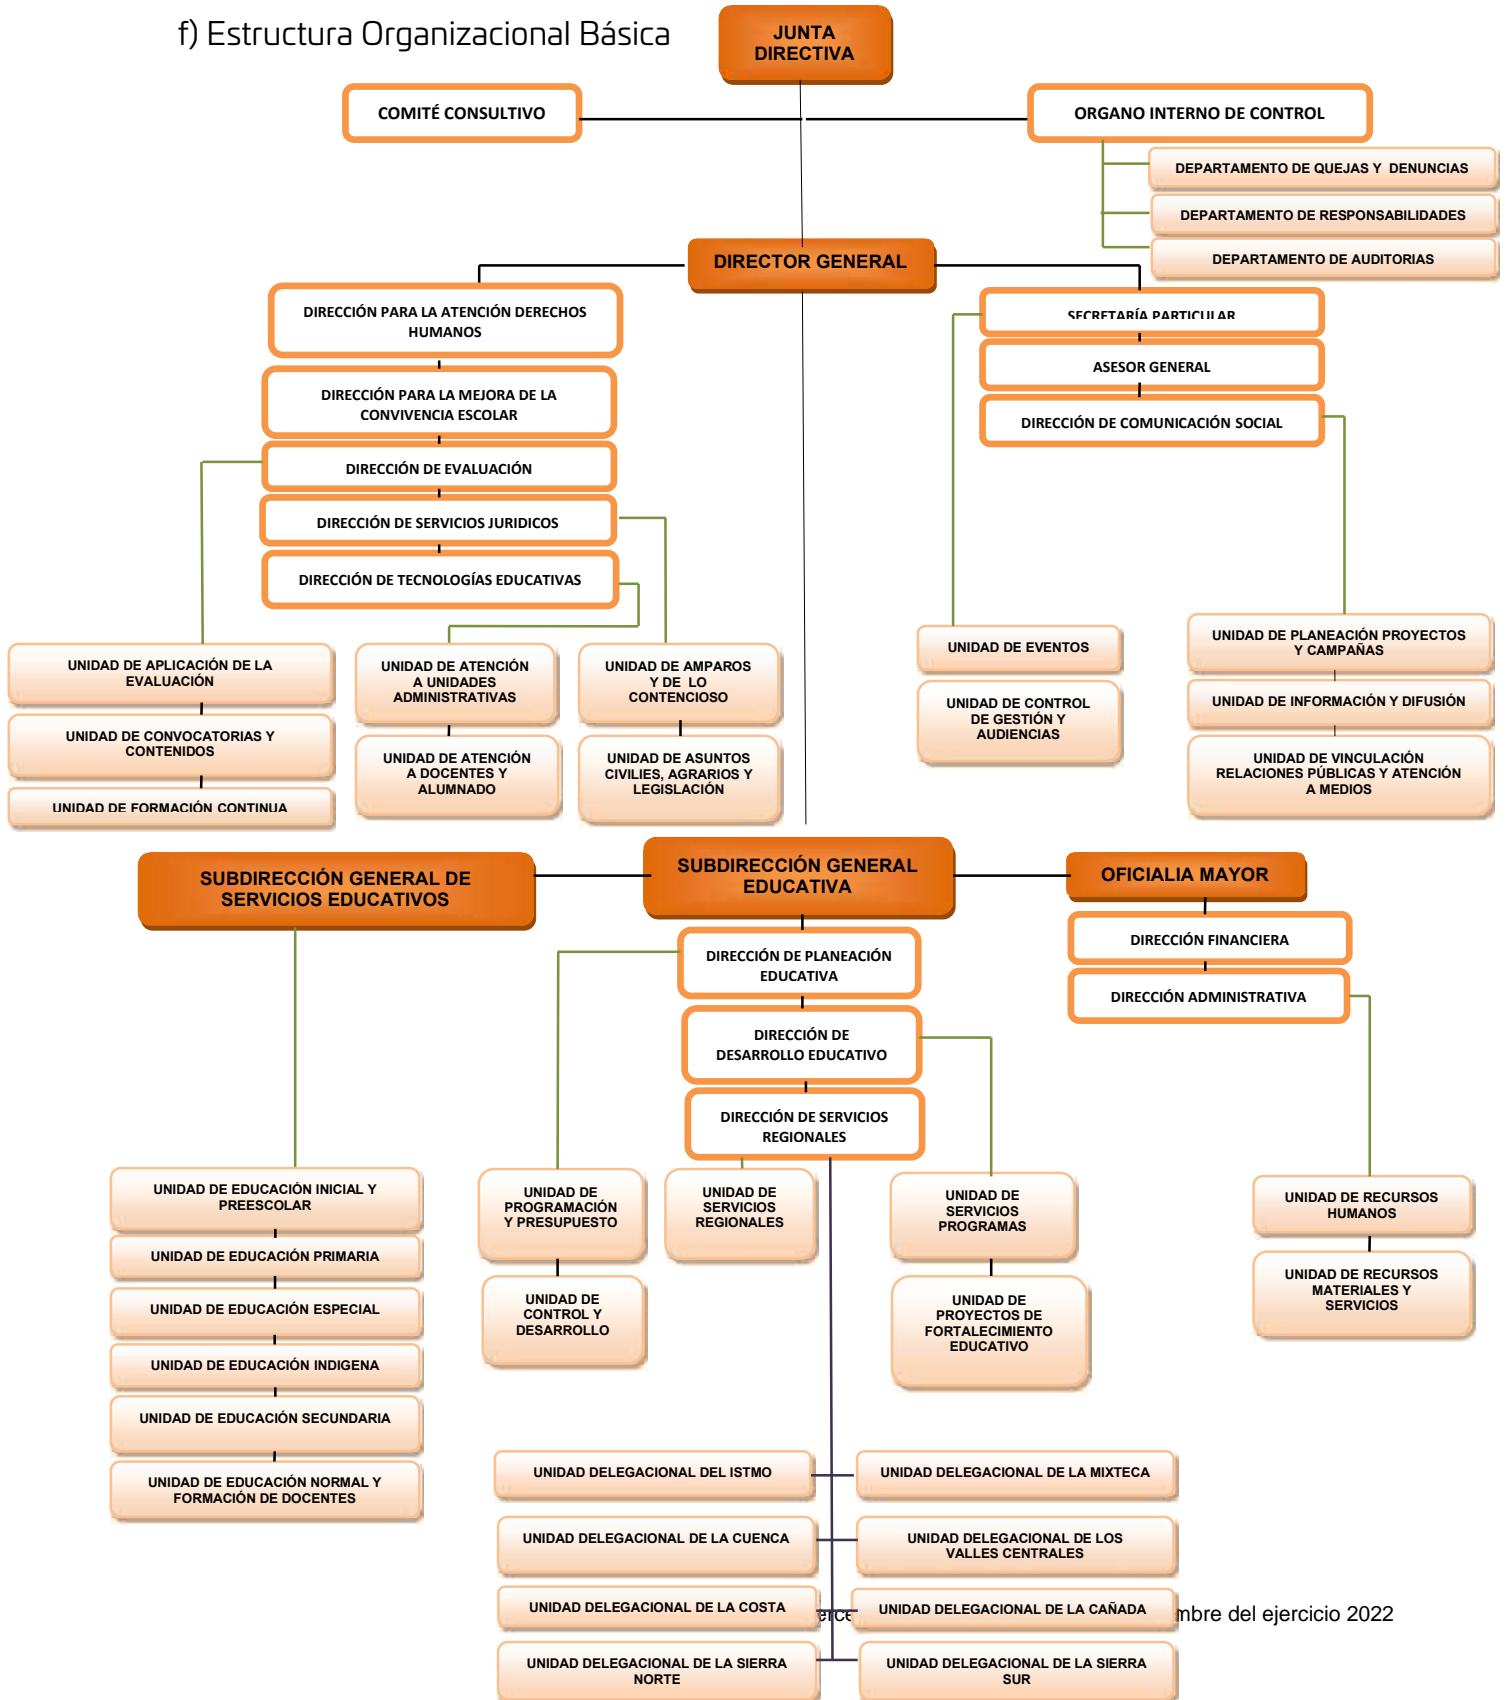 f) Estructura Organizacional Básica
JUNTA
DIRECTIVA
COMITÉ CONSULTIVO
ORGANO INTERNO DE CONTROL
DEPARTAMENTO DE QUEJAS Y DENUNCIAS
DEPARTAMENTO DE RESPONSABILIDADES
DEPARTAMENTO DE AUDITORIAS
DIRECTOR GENERAL
DIRECCIÓN PARA LA ATENCIÓN DERECHOS
HUMANOS
DIRECCIÓN PARA LA MEJORA DE LA
CONVIVENCIA ESCOLAR
DIRECCIÓN DE EVALUACIÓN
DIRECCIÓN DE SERVICIOS JURIDICOS
DIRECCIÓN DE TECNOLOGÍAS EDUCATIVAS
SECRETARÍA PARTICULAR
ASESOR GENERAL
DIRECCIÓN DE COMUNICACIÓN SOCIAL
UNIDAD DE APLICACIÓN DE LA
EVALUACIÓN
UNIDAD DE CONVOCATORIAS Y
CONTENIDOS
UNIDAD DE FORMACIÓN CONTINUA
UNIDAD DE ATENCIÓN
A UNIDADES
ADMINISTRATIVAS
UNIDAD DE ATENCIÓN
A DOCENTES Y
ALUMNADO
UNIDAD DE AMPAROS
Y DE LO
CONTENCIOSO
UNIDAD DE ASUNTOS
CIVILIES, AGRARIOS Y
LEGISLACIÓN
UNIDAD DE EVENTOS
UNIDAD DE CONTROL
DE GESTIÓN Y
AUDIENCIAS
UNIDAD DE PLANEACIÓN PROYECTOS
Y CAMPAÑAS
UNIDAD DE INFORMACIÓN Y DIFUSIÓN
UNIDAD DE VINCULACIÓN
RELACIONES PÚBLICAS Y ATENCIÓN
A MEDIOS
SUBDIRECCIÓN GENERAL DE
SERVICIOS EDUCATIVOS
SUBDIRECCIÓN GENERAL
EDUCATIVA
OFICIALIA MAYOR
DIRECCIÓN DE PLANEACIÓN
EDUCATIVA
DIRECCIÓN DE
DESARROLLO EDUCATIVO
DIRECCIÓN DE SERVICIOS
REGIONALES
DIRECCIÓN FINANCIERA
DIRECCIÓN ADMINISTRATIVA
UNIDAD DE EDUCACIÓN INICIAL Y
PREESCOLAR
UNIDAD DE EDUCACIÓN PRIMARIA
UNIDAD DE EDUCACIÓN ESPECIAL
UNIDAD DE EDUCACIÓN INDIGENA
UNIDAD DE EDUCACIÓN SECUNDARIA
UNIDAD DE EDUCACIÓN NORMAL Y
FORMACIÓN DE DOCENTES
UNIDAD DE
PROGRAMACIÓN
Y PRESUPUESTO
UNIDAD DE
CONTROL Y
DESARROLLO
UNIDAD DE
SERVICIOS
REGIONALES
UNIDAD DE
SERVICIOS
PROGRAMAS
UNIDAD DE
PROYECTOS DE
FORTALECIMIENTO
EDUCATIVO
UNIDAD DE RECURSOS
HUMANOS
UNIDAD DE RECURSOS
MATERIALES Y
SERVICIOS
UNIDAD DELEGACIONAL DEL ISTMO
UNIDAD DELEGACIONAL DE LA MIXTECA
UNIDAD DELEGACIONAL DE LA CUENCA
UNIDAD DELEGACIONAL DE LOS
VALLES CENTRALES
UNIDAD DELEGACIONAL DE LA COSTA
UNIDAD DELEGACIONAL DE LA CAÑADA
del ejercicio 2022
UNIDAD DELEGACIONAL DE LA SIERRA
NORTE
UNIDAD DELEGACIONAL DE LA SIERRA
SUR